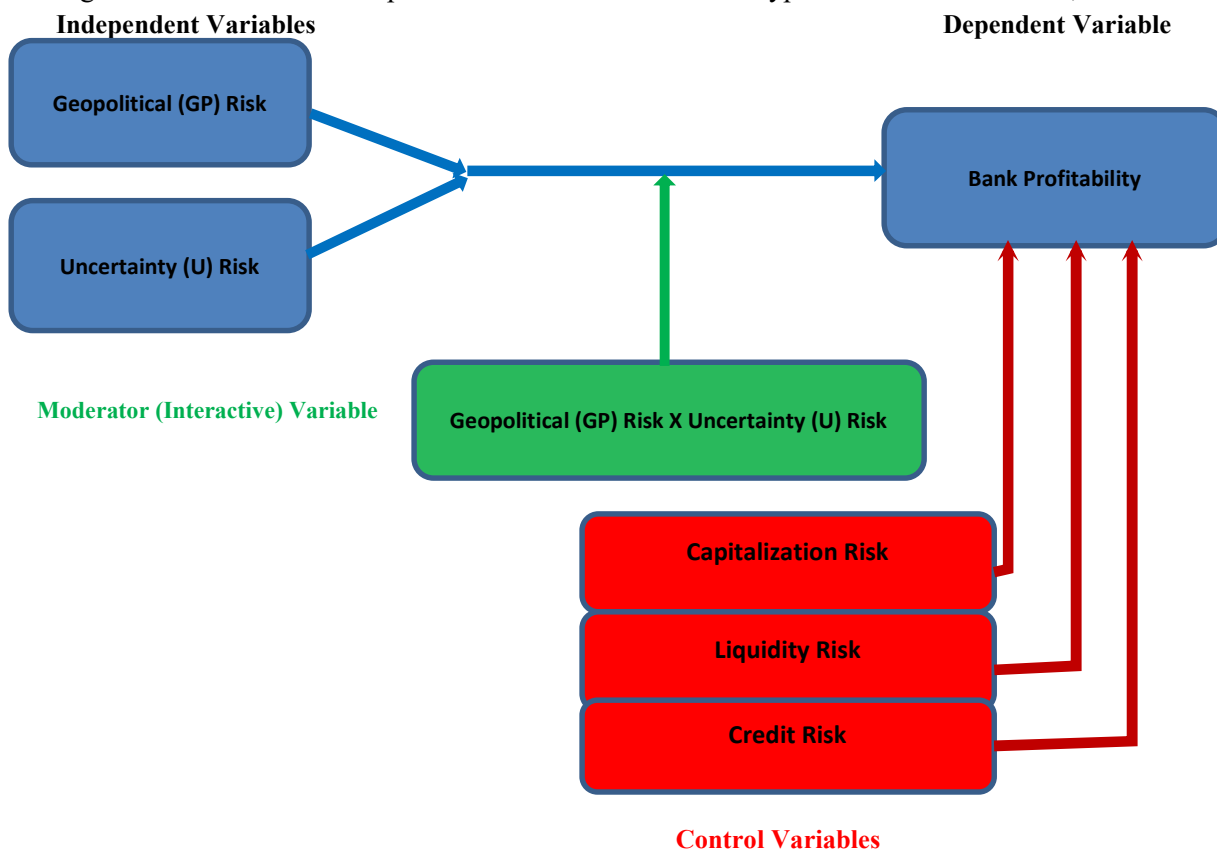 Independent Variables
Dependent Variable
Geopolitical (GP) Risk
Bank Profitability
Uncertainty (U) Risk
Moderator (Interactive) Variable
Geopolitical (GP) Risk X Uncertainty (U) Risk
Capitalization Risk
Liquidity Risk
Credit Risk
Control Variables